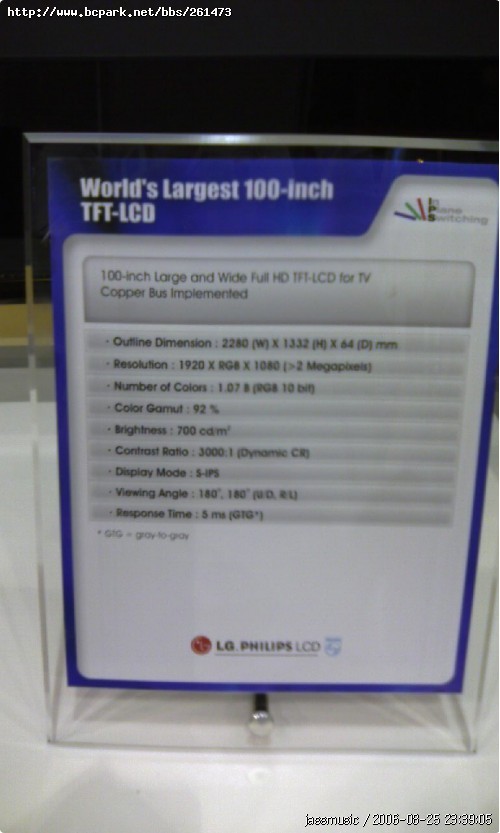 http://www.bcpark.net/bbs/261473
World's Largest 100-inch
TFT-LCD
In
Plane
Switching
100-inch Large and Wide Full HD TFT-LCD for TV
Copper Bus Implemented
· Outline Dimension : 2280 (W) X 1332 (H) X 64 (D) mm
· Resolution : 1920 X RGB X 1080 (>2 Megapixels)
· Number of Colors : 1.07 B (RGB 10 bit)
· Color Gamut : 92 %
· Brightness : 700 cd/m²
· Contrast Ratio : 3000:1 (Dynamic CR)
· Display Mode : S-IPS
· Viewing Angle : 180°, 180° (U/D, R/L)
· Response Time : 5 ms (GTG*)
* GTG = gray-to-gray
LG.PHILIPS LCD
jasemusic / 2006-08-25 23:39:05